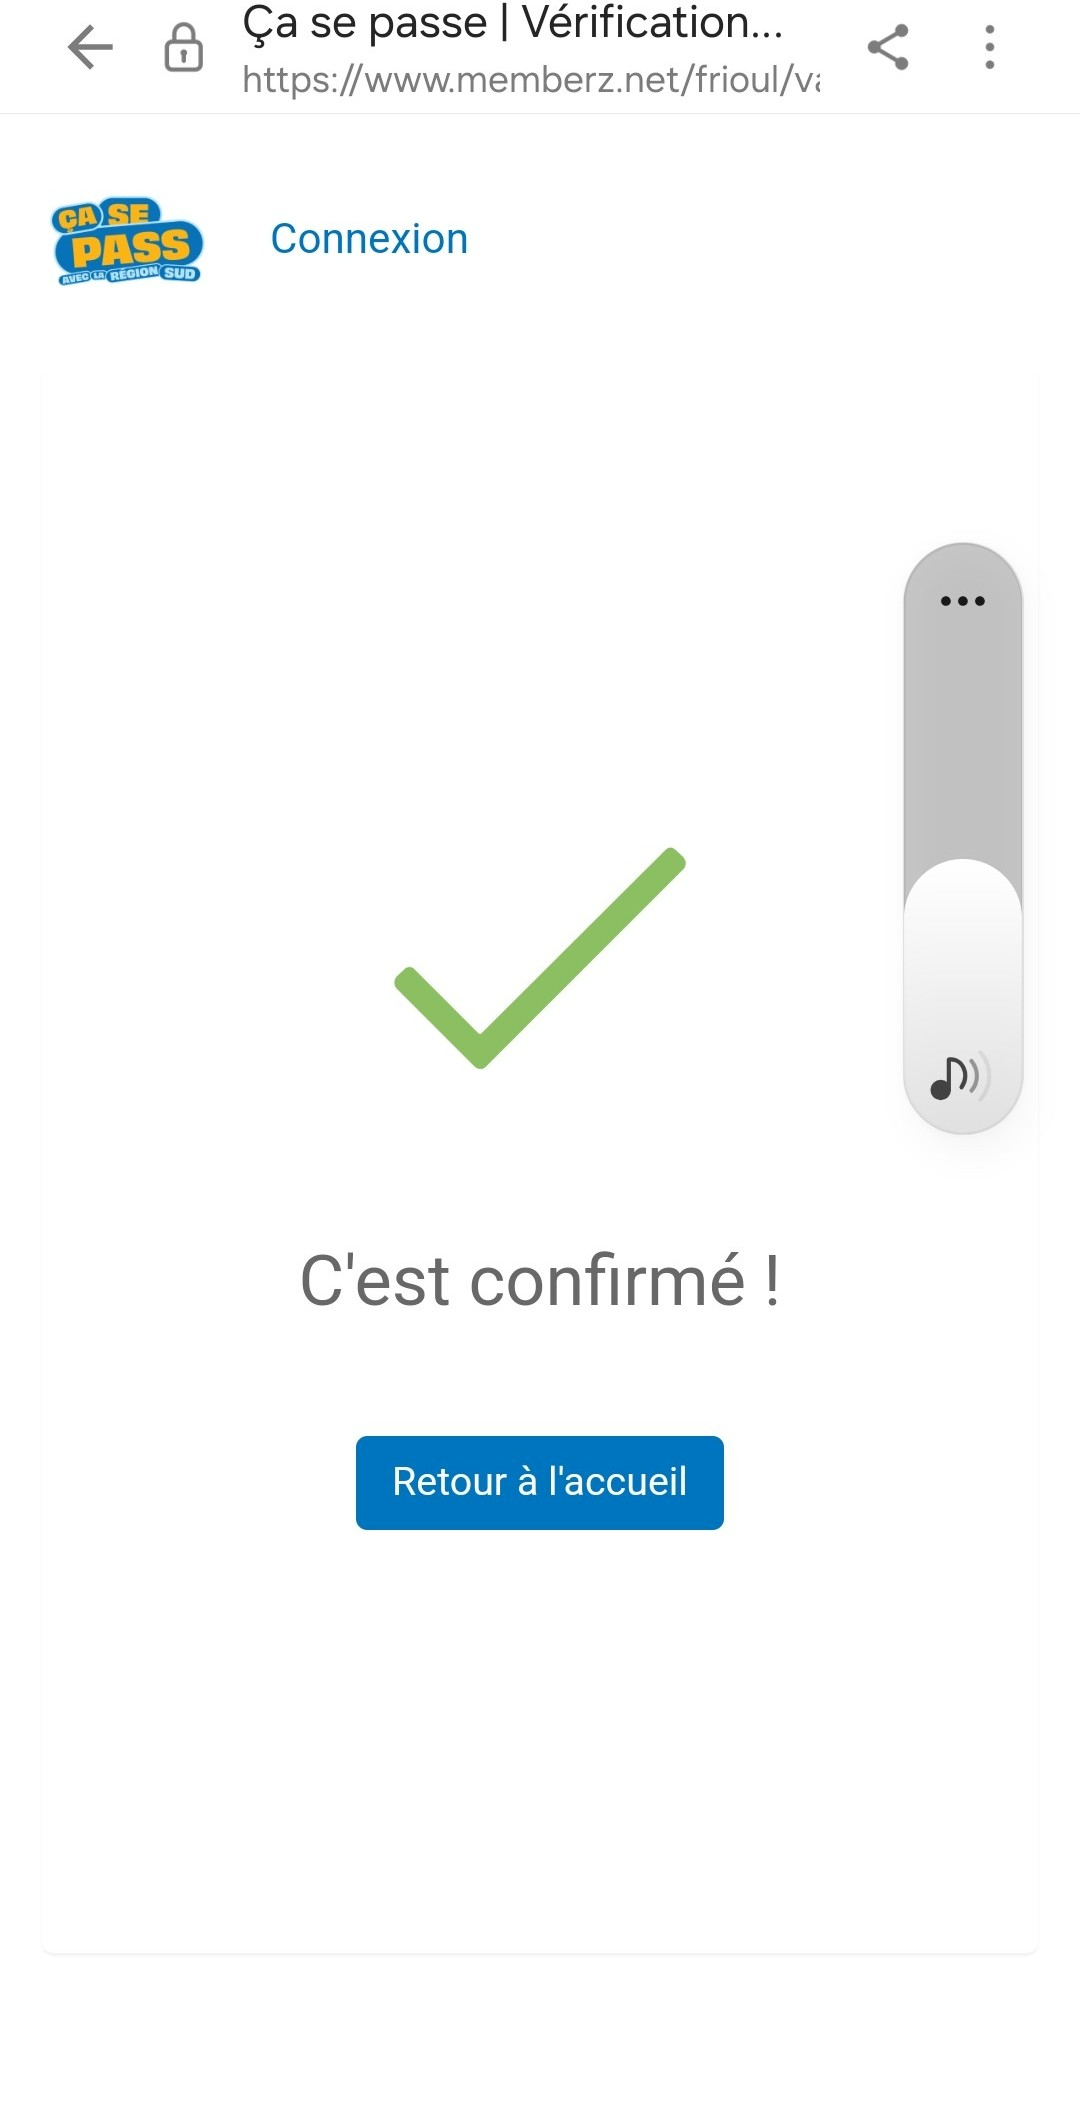 Ça se passe | Vérification...
https://www.memberz.net/frioul/v
ÇA SE
PASS
AVEC LA RÉGION SUD
Connexion
C'est confirmé !
Retour à l'accueil